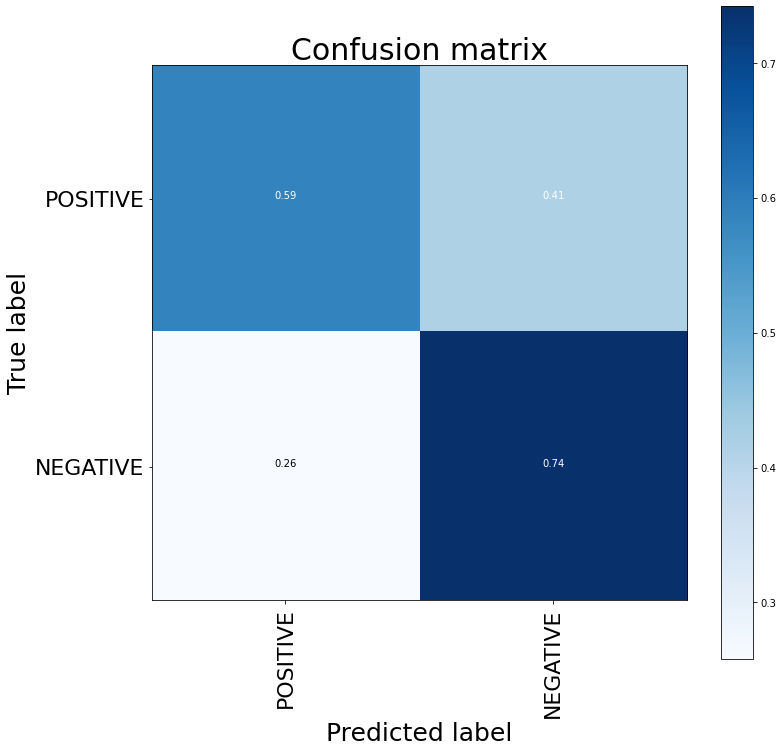 Confusion matrix
True label
POSITIVE
NEGATIVE
0.59
0.41
0.26
0.74
POSITIVE
NEGATIVE
Predicted label
0.7
0.6
0.5
0.4
0.3